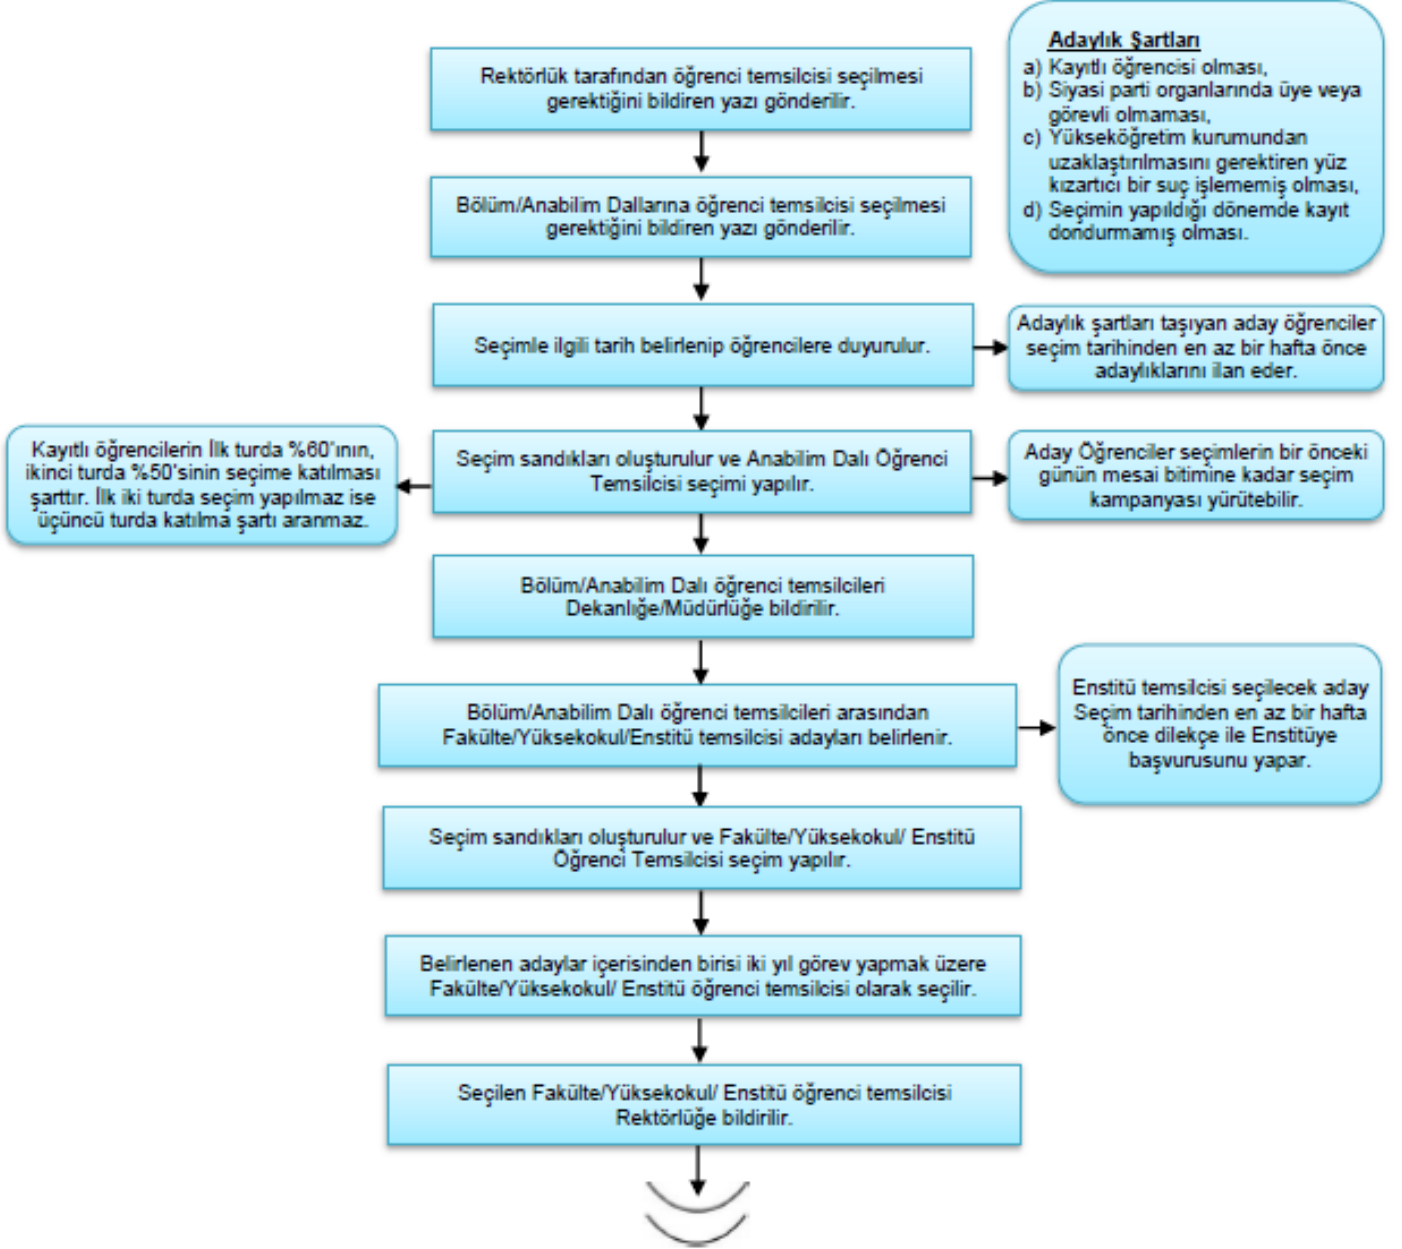 Rektörlük tarafından öğrenci temsilcisi seçilmesi
gerektiğini bildiren yazı gönderilir.
Adaylık Şartları
a) Kayıtlı öğrencisi olması,
b) Siyasi parti organlarında üye veya
görevli olmaması,
c) Yükseköğretim kurumundan
uzaklaştırılmasını gerektiren yüz
kızartıcı bir suç işlememiş olması,
d) Seçimin yapıldığı dönemde kayıt
dondurmamış olması.
Bölüm/Anabilim Dallarına öğrenci temsilcisi seçilmesi
gerektiğini bildiren yazı gönderilir.
Seçimle ilgili tarih belirlenip öğrencilere duyurulur.
Adaylık şartları taşıyan aday öğrenciler
seçim tarihinden en az bir hafta önce
adaylıklarını ilan eder.
Kayıtlı öğrencilerin İlk turda %60'ının,
ikinci turda %50'sinin seçime katılması
şarttır. İlk iki turda seçim yapılmaz ise
üçüncü turda katılma şartı aranmaz.
Seçim sandıkları oluşturulur ve Anabilim Dalı Öğrenci
Temsilcisi seçimi yapılır.
Aday Öğrenciler seçimlerin bir önceki
günün mesai bitimine kadar seçim
kampanyası yürütebilir.
Bölüm/Anabilim Dalı öğrenci temsilcileri
Dekanlığe/Müdürlüğe bildirilir.
Bölüm/Anabilim Dalı öğrenci temsilcileri arasından
Fakülte/Yüksekokul/Enstitü temsilcisi adayları belirlenir.
Enstitü temsilcisi seçilecek aday
Seçim tarihinden en az bir hafta
önce dilekçe ile Enstitüye
başvurusunu yapar.
Seçim sandıkları oluşturulur ve Fakülte/Yüksekokul/ Enstitü
Öğrenci Temsilcisi seçim yapılır.
Belirlenen adaylar içerisinden birisi iki yıl görev yapmak üzere
Fakülte/Yüksekokul/ Enstitü öğrenci temsilcisi olarak seçilir.
Seçilen Fakülte/Yüksekokul/ Enstitü öğrenci temsilcisi
Rektörlüğe bildirilir.